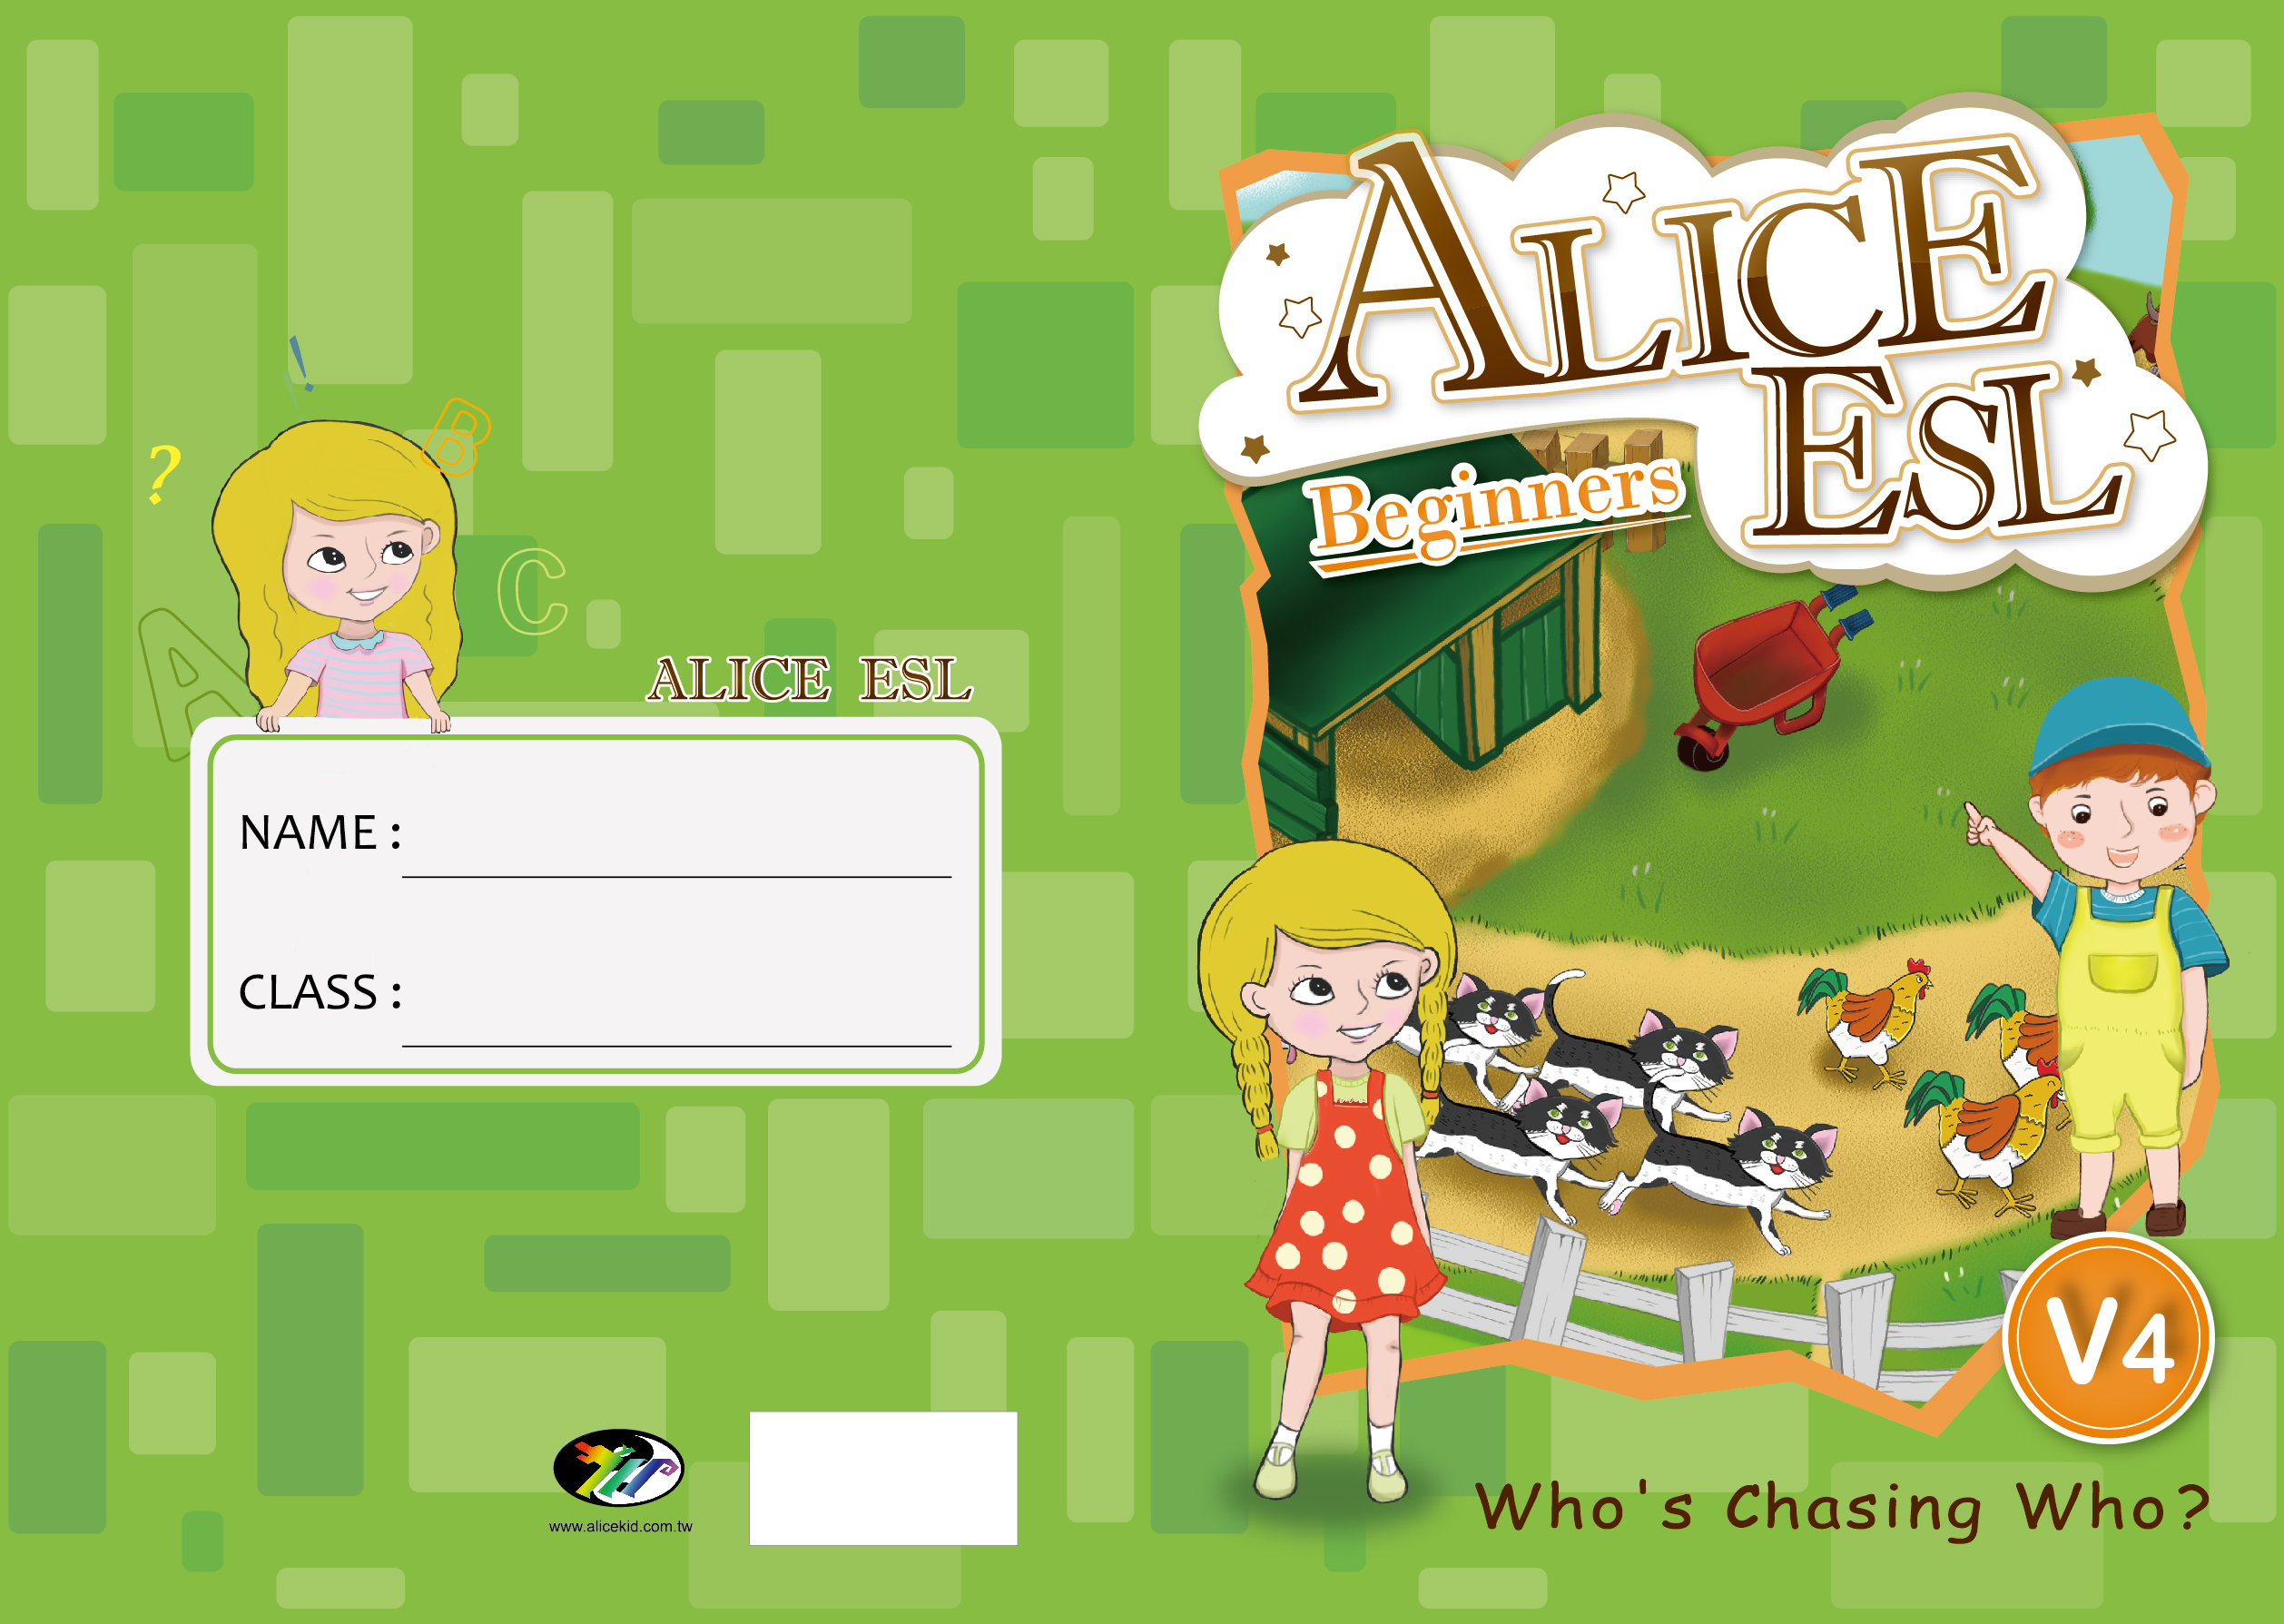 !
?
B
C
A
ALICE ESL
NAME :
CLASS :
www.alicekid.com.tw
ALICE
ESL
Beginners
V4
Who's Chasing Who?